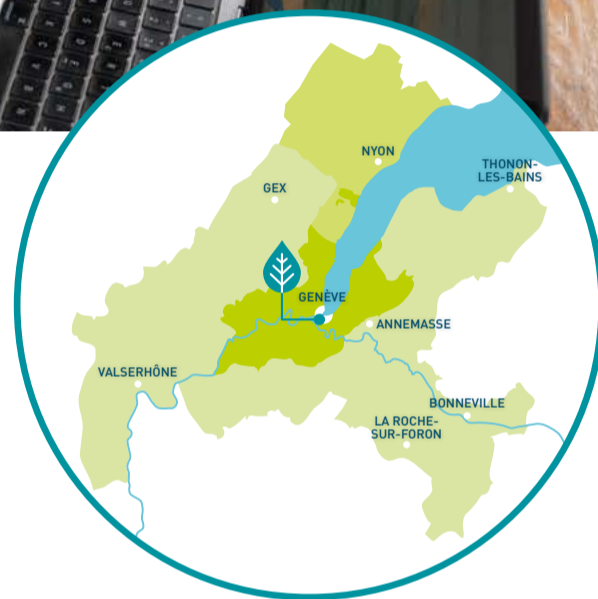 NYON
THONON-
LES-BAINS
GEX
GENÈVE
ANNEMASSE
VALSERHÔNE
BONNEVILLE
LA ROCHE-
SUR-FORON